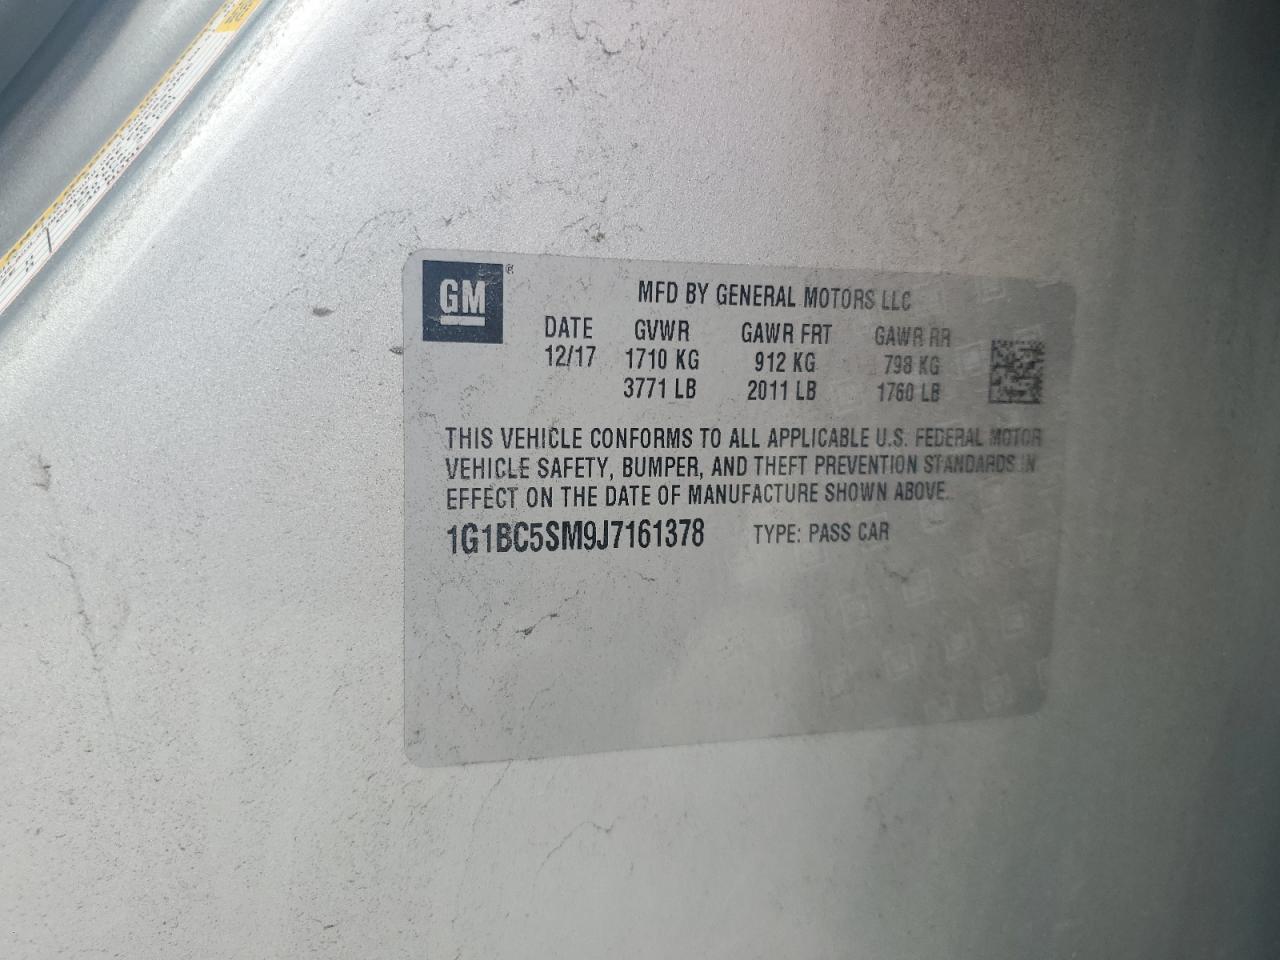 GM®
MFD BY GENERAL MOTORS LLC
DATE GVWR GAWR FRT GAWR RR
12/17 1710 KG 912 KG 798 KG
3771 LB 2011 LB 1760 LB
THIS VEHICLE CONFORMS TO ALL APPLICABLE U.S. FEDERAL MOTOR
VEHICLE SAFETY, BUMPER, AND THEFT PREVENTION STANDARDS IN
EFFECT ON THE DATE OF MANUFACTURE SHOWN ABOVE.
1G1BC5SM9J7161378 TYPE: PASS CAR